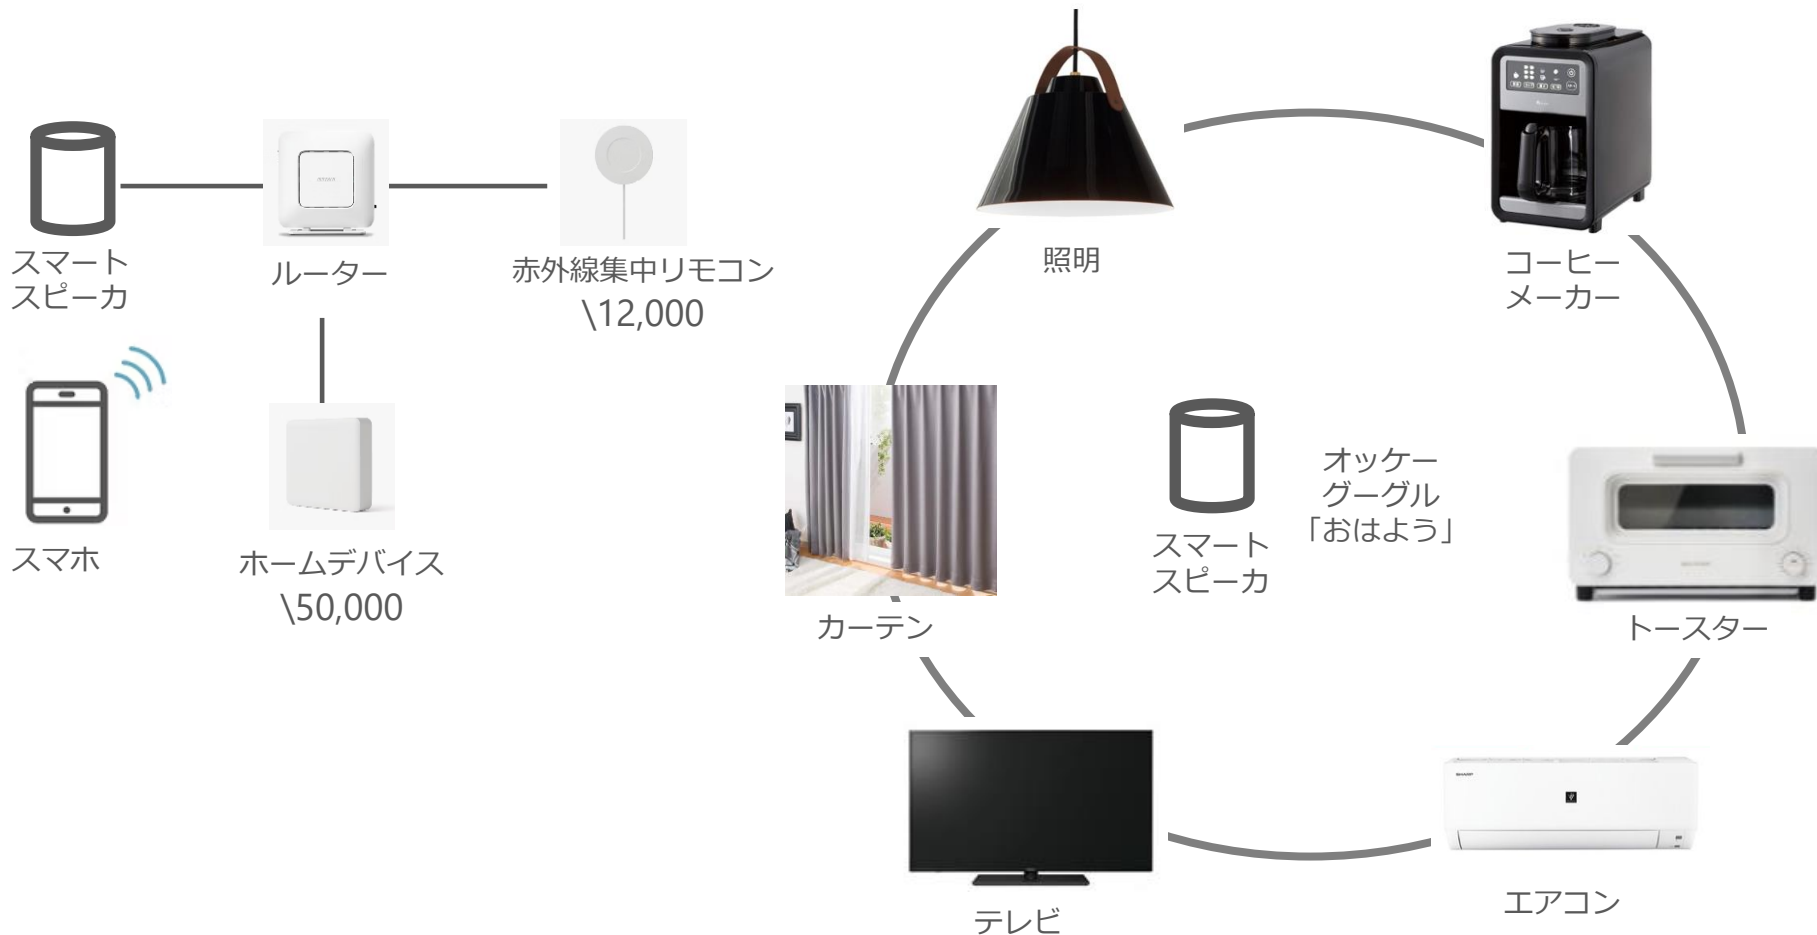 スマート
スピーカ
ルーター
赤外線集中リモコン
\12,000
スマホ
ホームデバイス
\50,000
照明
コーヒー
メーカー
カーテン
スマート
スピーカ
オッケー
グーグル
「おはよう」
トースター
テレビ
エアコン
SHARP